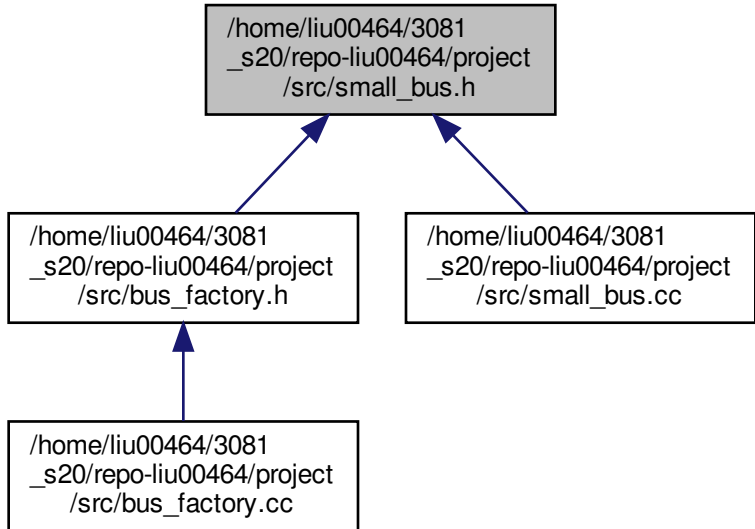 /home/liu00464/3081
_s20/repo-liu00464/project
/src/small_bus.h
/home/liu00464/3081
_s20/repo-liu00464/project
/src/bus_factory.h
/home/liu00464/3081
_s20/repo-liu00464/project
/src/small_bus.cc
/home/liu00464/3081
_s20/repo-liu00464/project
/src/bus_factory.cc